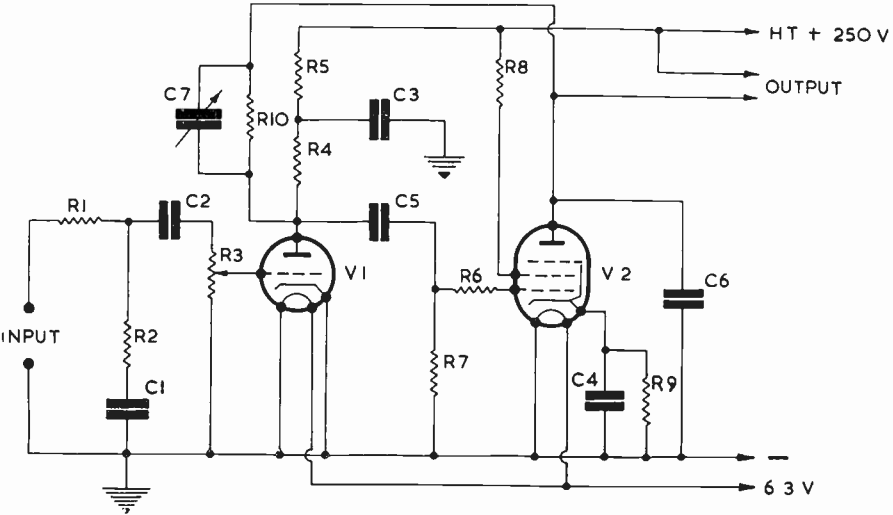 HT + 250 V
R8
R5
C7
C3
OUTPUT
R10
R4
R1
C2
C5
R3
V1
R6
V2
C6
INPUT
R2
R7
C4
R9
C1
—
6 3 V